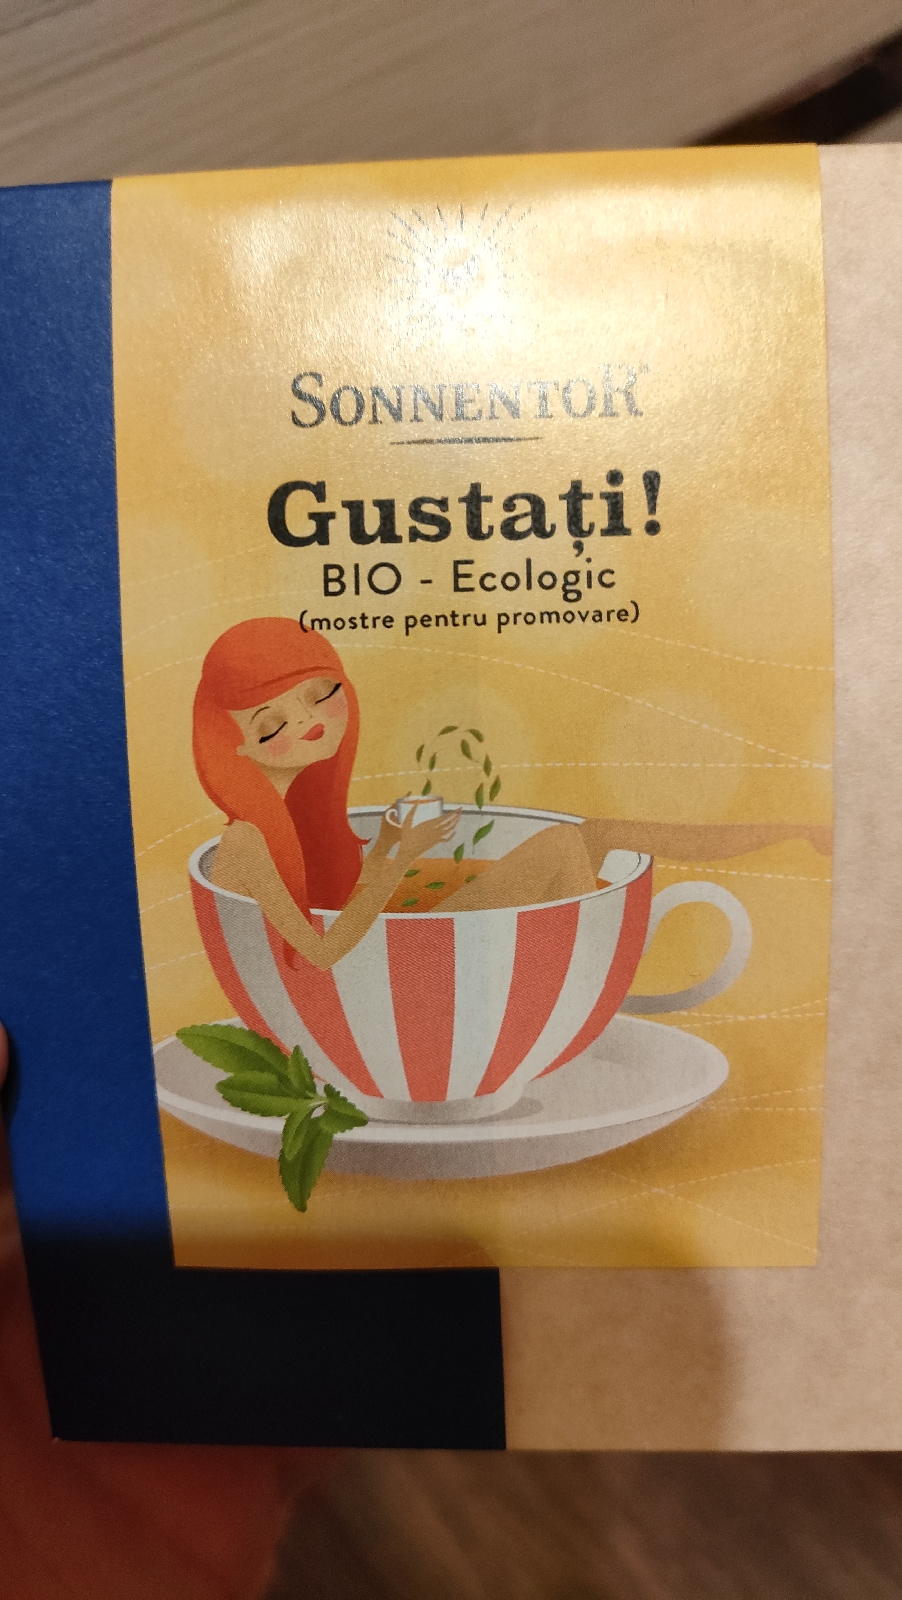 SONNENTOR
Gustați!
BIO - Ecologic
(mostre pentru promovare)